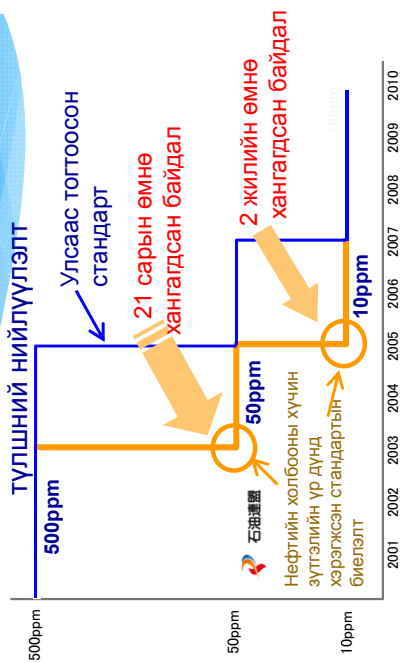 түлшний нийлүүлэлт
500ppm
500ppm
Улсаас тогтоосон
стандарт
21 сарын өмнө
хангагдсан байдал
2 жилийн өмнө
хангагдсан байдал
50ppm
50ppm
10ppm
10ppm
10ppm
石油連盟
Нефтийн холбооны хүчин
зүтгэлийн үр дүнд
хэрэгжсэн стандартын
биелэлт
2001 2002 2003 2004 2005 2006 2007 2008 2009 2010